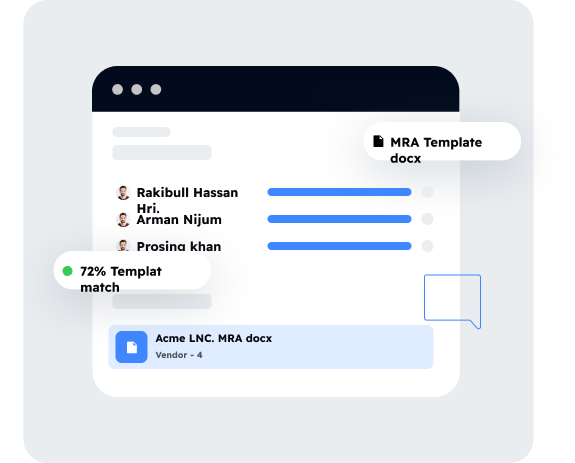 MRA Template
docx
Rakibull Hassan
Hri.
Arman Nijum
Prosing khan
72% Templat
match
Acme LNC. MRA docx
Vendor - 4